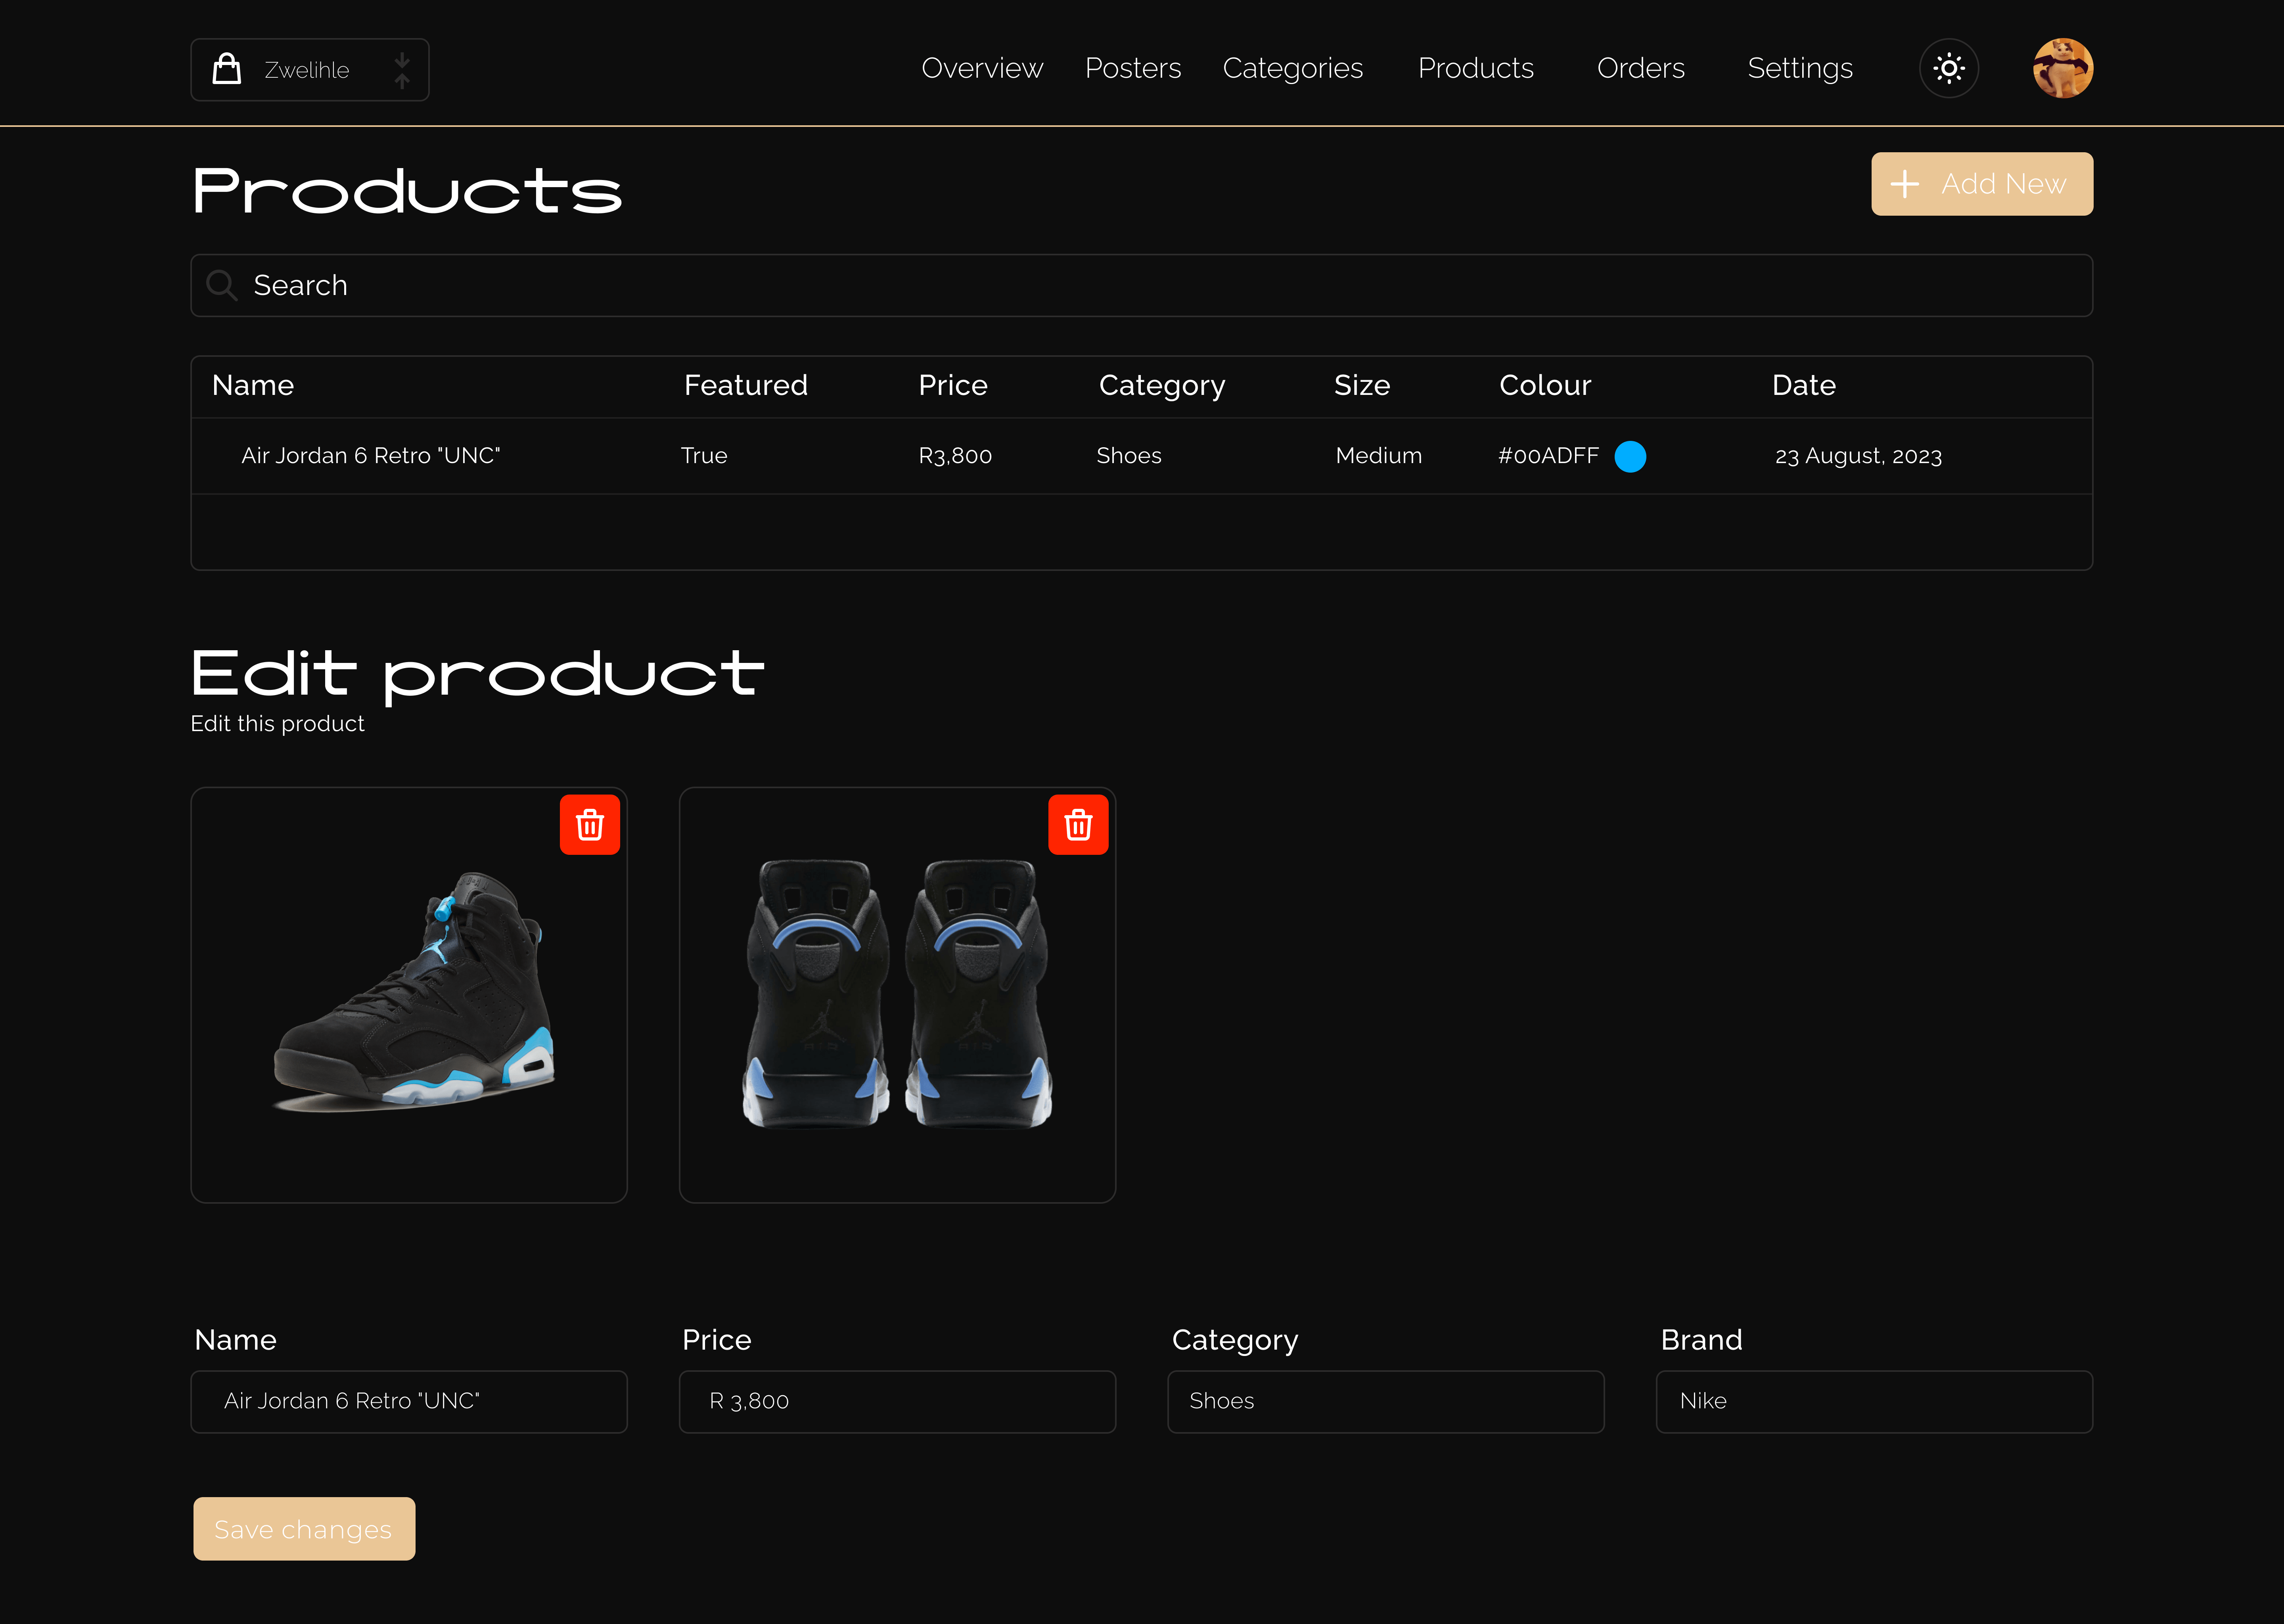 Zwelihle Overview Posters Categories Products Orders Settings
Products
Add New
Search
Name Featured Price Category Size Colour Date
Air Jordan 6 Retro "UNC" True R3,800 Shoes Medium #00ADFF 23 August, 2023
Edit product
Edit this product
Name Price Category Brand
Air Jordan 6 Retro "UNC" R 3,800 Shoes Nike
Save changes